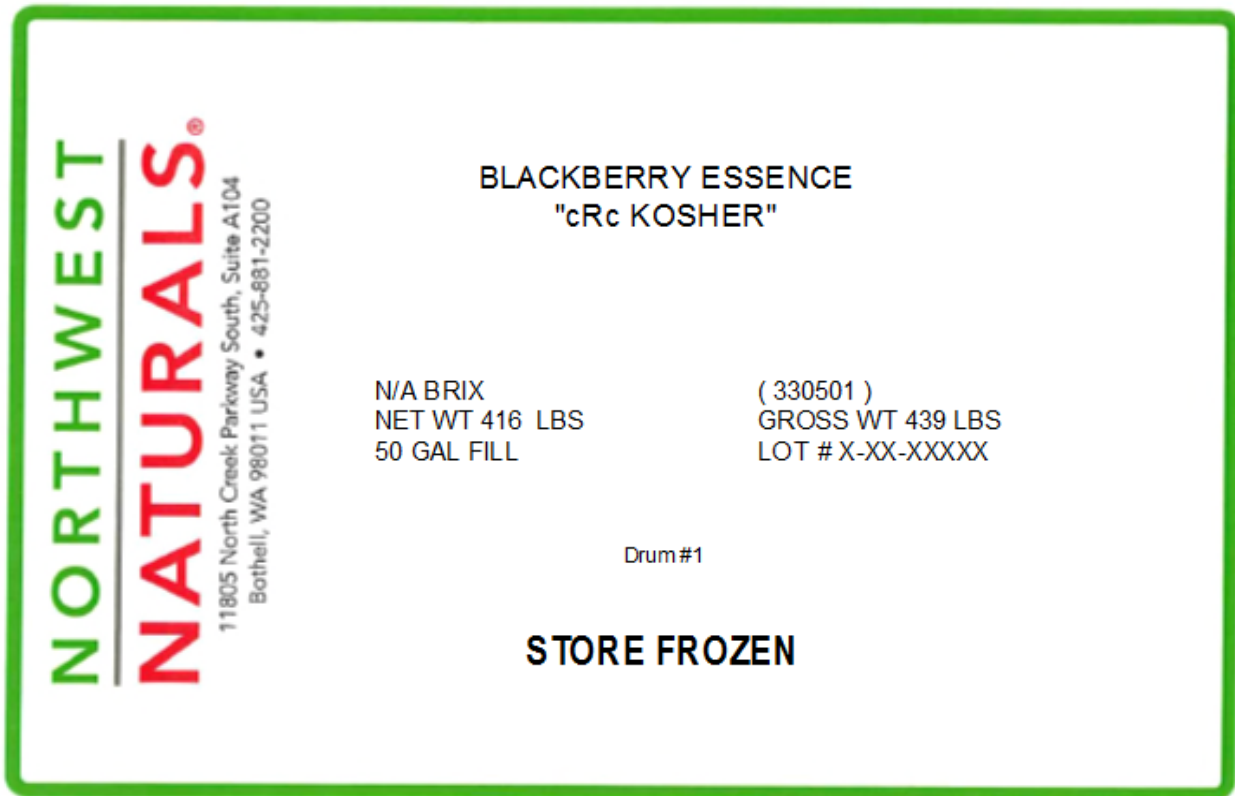 NORTHWEST
NATURALS®
11805 North Creek Parkway South, Suite A104
Bothell, WA 98011 USA • 425-881-2200
BLACKBERRY ESSENCE
"cRc KOSHER"
N/A BRIX
NET WT 416 LBS
50 GAL FILL
( 330501 )
GROSS WT 439 LBS
LOT # X-XX-XXXXX
Drum #1
STORE FROZEN